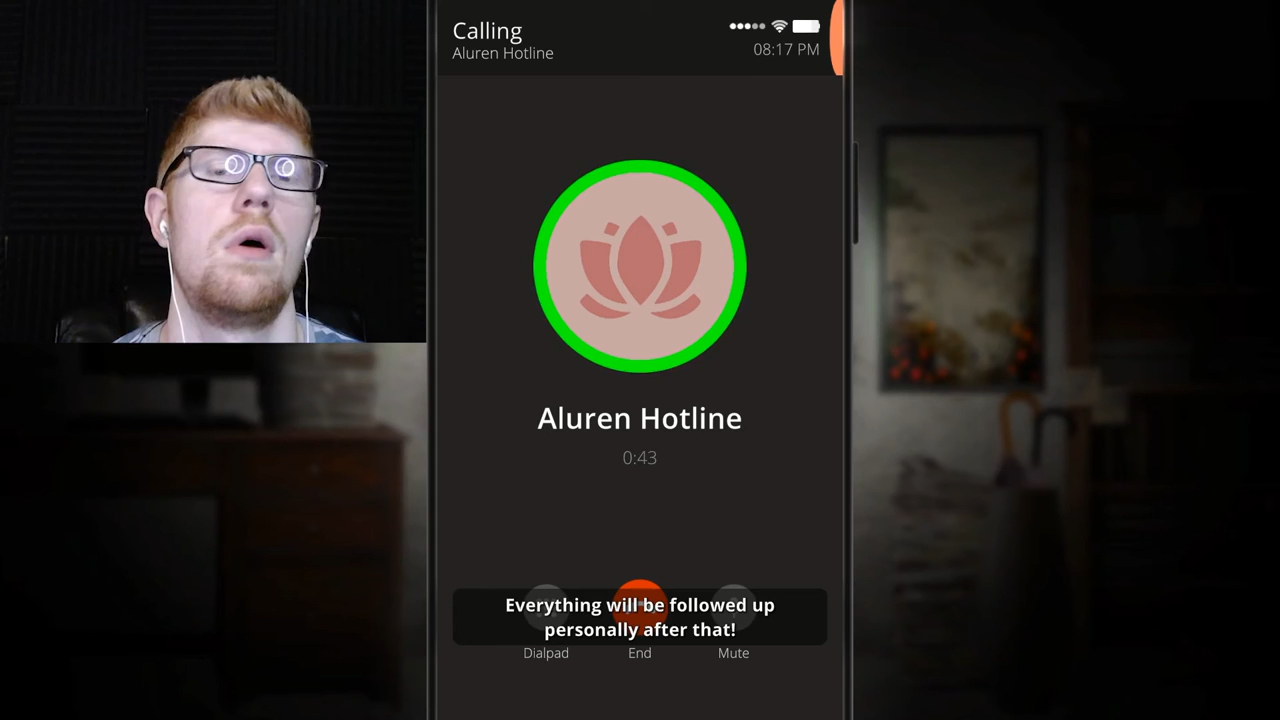 Calling
Aluren Hotline
08:17 PM
Aluren Hotline
0:43
Everything will be followed up
personally after that!
Dialpad
End
Mute